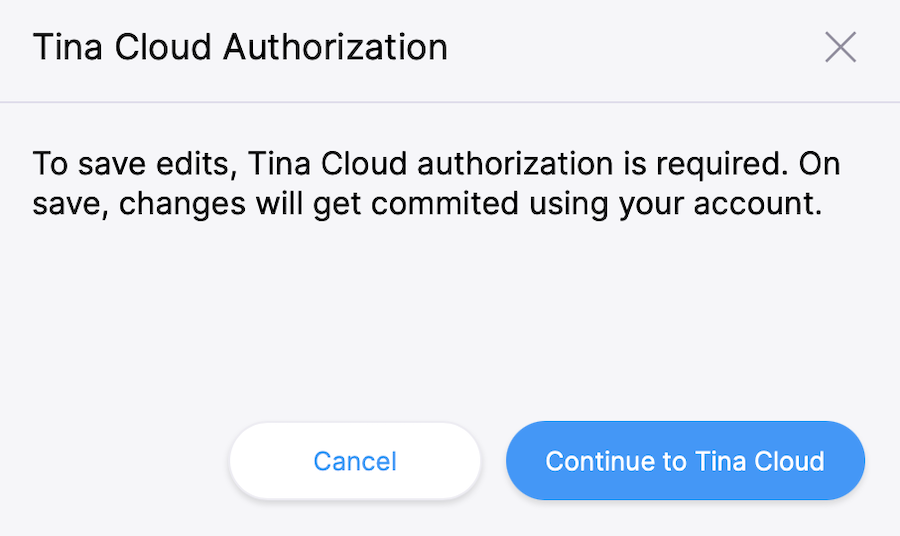 Tina Cloud Authorization
To save edits, Tina Cloud authorization is required. On
save, changes will get commited using your account.
Cancel
Continue to Tina Cloud